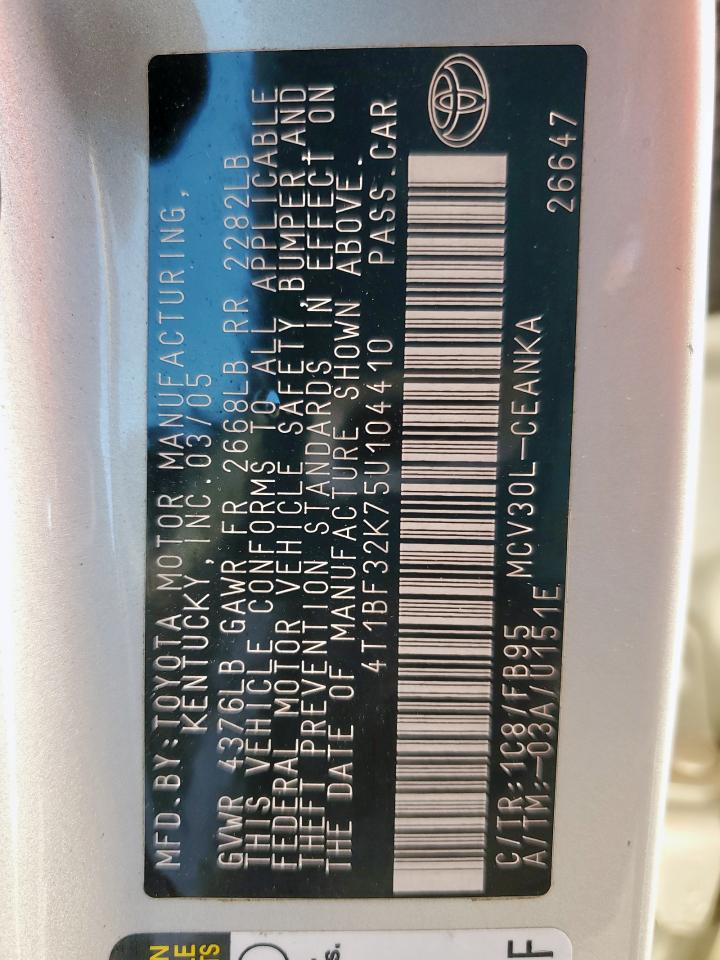 MFD.BY:TOYOTA MOTOR MANUFACTURING,
KENTUCKY, INC.03/05
GVWR 4376LB GAWR FR 2668LB RR 2282LB
THIS VEHICLE CONFORMS TO ALL APPLICABLE
FEDERAL MOTOR VEHICLE SAFETY,BUMPER,AND
THEFT PREVENTION STANDARDS IN EFFECT ON
THE DATE OF MANUFACTURE SHOWN ABOVE.
4T1BF32K75U104410 PASS.CAR
C/TR:1C8/FB95 MCV30L-CEANKA
A/TM:-03A/U151E 26647
F